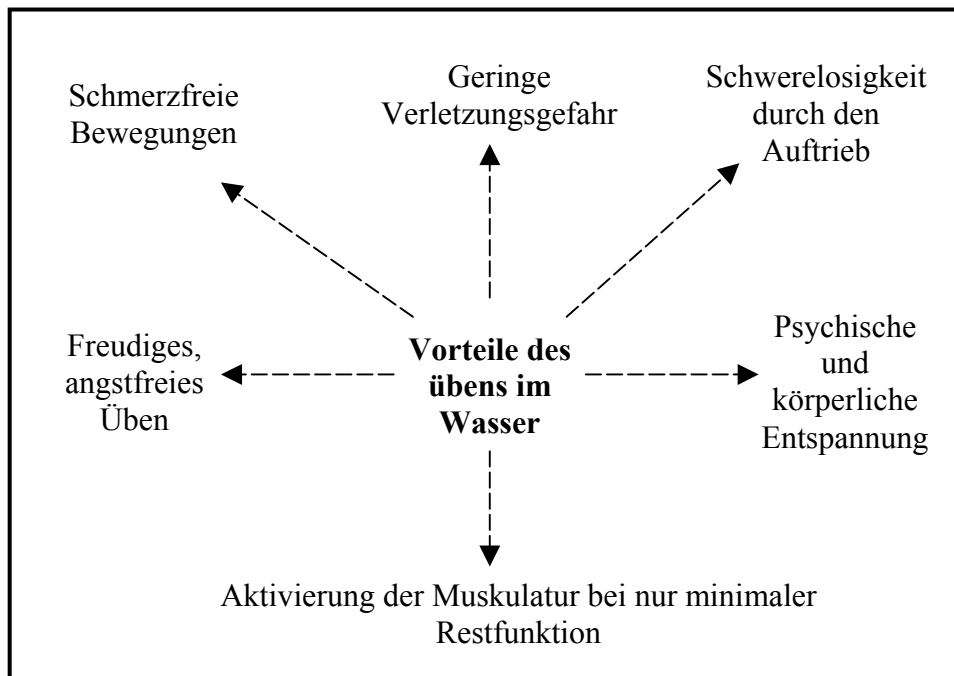 Schmerzfreie
Bewegungen
Geringe
Verletzungsgefahr
Schwerelosigkeit
durch den
Auftrieb
Freudiges,
angstfreies
Üben
Vorteile des
übens im
Wasser
Psychische
und
körperliche
Entspannung
Aktivierung der Muskulatur bei nur minimaler
Restfunktion